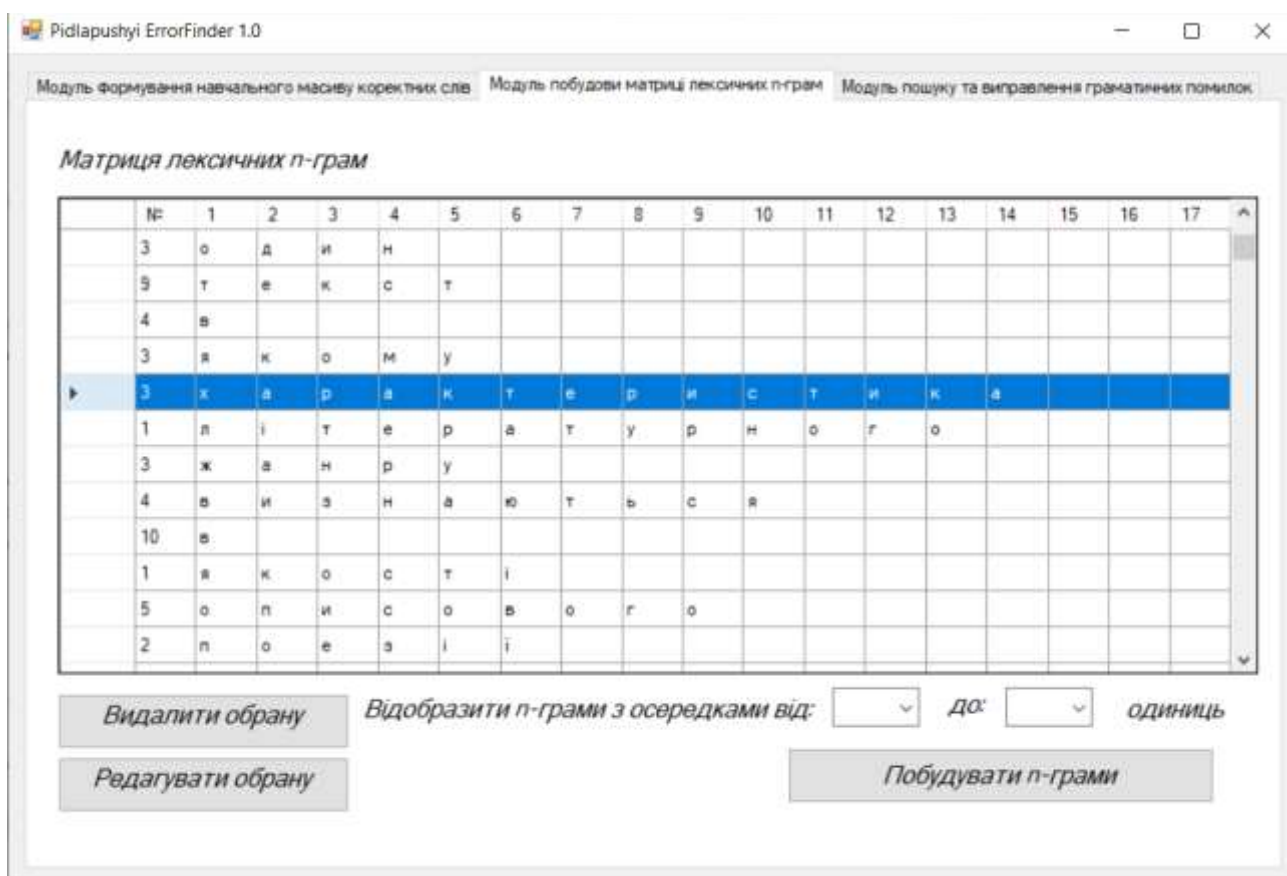 Pidlapushyi ErrorFinder 1.0
Модуль формування навчального масиву коректних слів Модуль побудови матриці лексичних n-грам Модуль пошуку та виправлення граматичних помилок
Матриця лексичних n-грам
№ 1 2 3 4 5 6 7 8 9 10 11 12 13 14 15 16 17
3 о д и н
9 т е к с т
4 в
3 я к о м у
3 х а р а к т е р и с т и к а
1 л і т е р а т у р н о г о
3 ж а н р у
4 в и з н а ю т ь с я
10 в
1 я к о с т і
5 о п и с о в о г о
2 п о е з і ї
Видалити обрану Відобразити n-грами з осередками від: до: одиниць
Редагувати обрану Побудувати n-грами